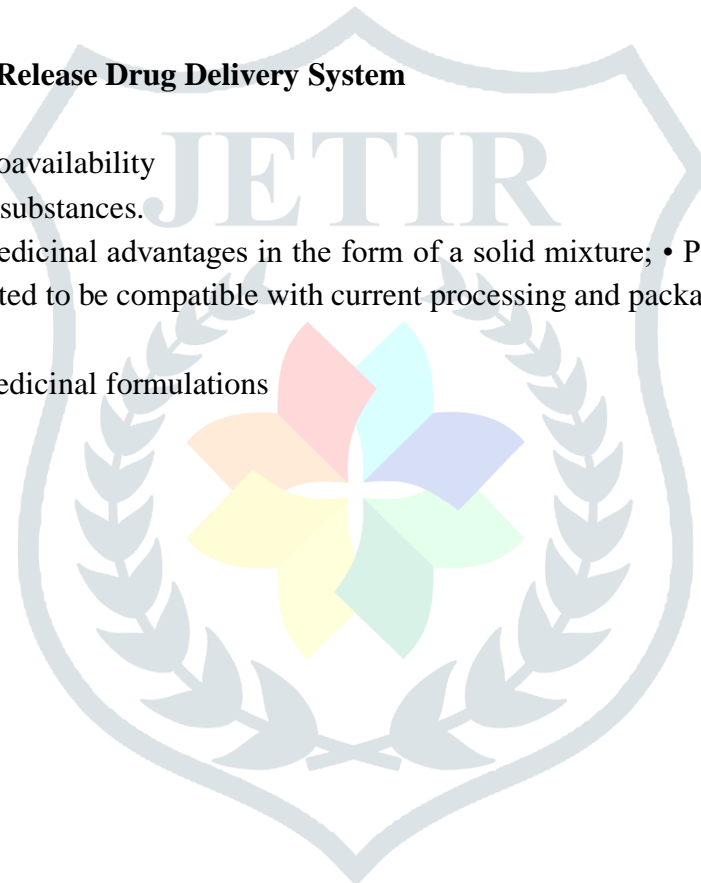 Release Drug Delivery System
JETIR
oavailability
substances.
edicinal advantages in the form of a solid mixture; • P
ted to be compatible with current processing and packa
edicinal formulations